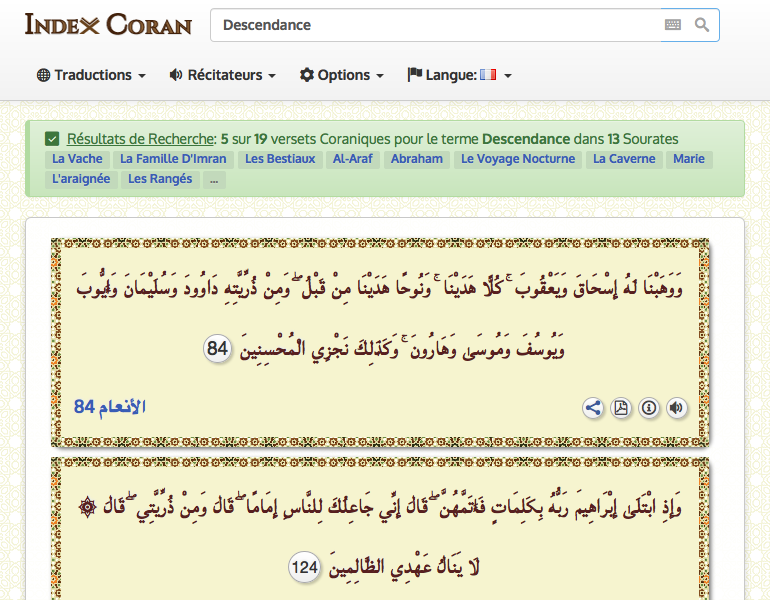 Index Coran
Descendance
Traductions
Récitateurs
Options
Langue:
Résultats de Recherche: 5 sur 19 versets Coraniques pour le terme Descendance dans 13 Sourates
La Vache La Famille D'Imran Les Bestiaux Al-Araf Abraham Le Voyage Nocturne La Caverne Marie
L'araignée Les Rangés ...
وَوَهَبْنَا لَهُ إِسْحَاقَ وَيَعْقُوبَ ۚ كُلًّا هَدَيْنَا ۚ وَنُوحًا هَدَيْنَا مِنْ قَبْلُ ۖ وَمِنْ ذُرِّيَّتِهِ دَاوُودَ وَسُلَيْمَانَ وَأَيُّوبَ
وَيُوسُفَ وَمُوسَىٰ وَهَارُونَ ۚ وَكَذَٰلِكَ نَجْزِي الْمُحْسِنِينَ 84
الأنعام 84
وَإِذِ ابْتَلَىٰ إِبْرَاهِيمَ رَبُّهُ بِكَلِمَاتٍ فَأَتَمَّهُنَّ ۖ قَالَ إِنِّي جَاعِلُكَ لِلنَّاسِ إِمَامًا ۖ قَالَ وَمِنْ ذُرِّيَّتِي ۖ قَالَ ۞
لَا يَنَالُ عَهْدِي الظَّالِمِينَ 124